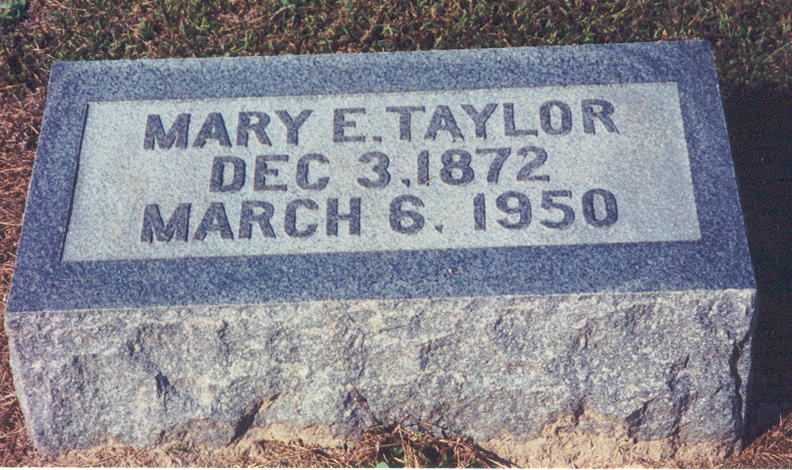 MARY E. TAYLOR
DEC 3, 1872
MARCH 6, 1950